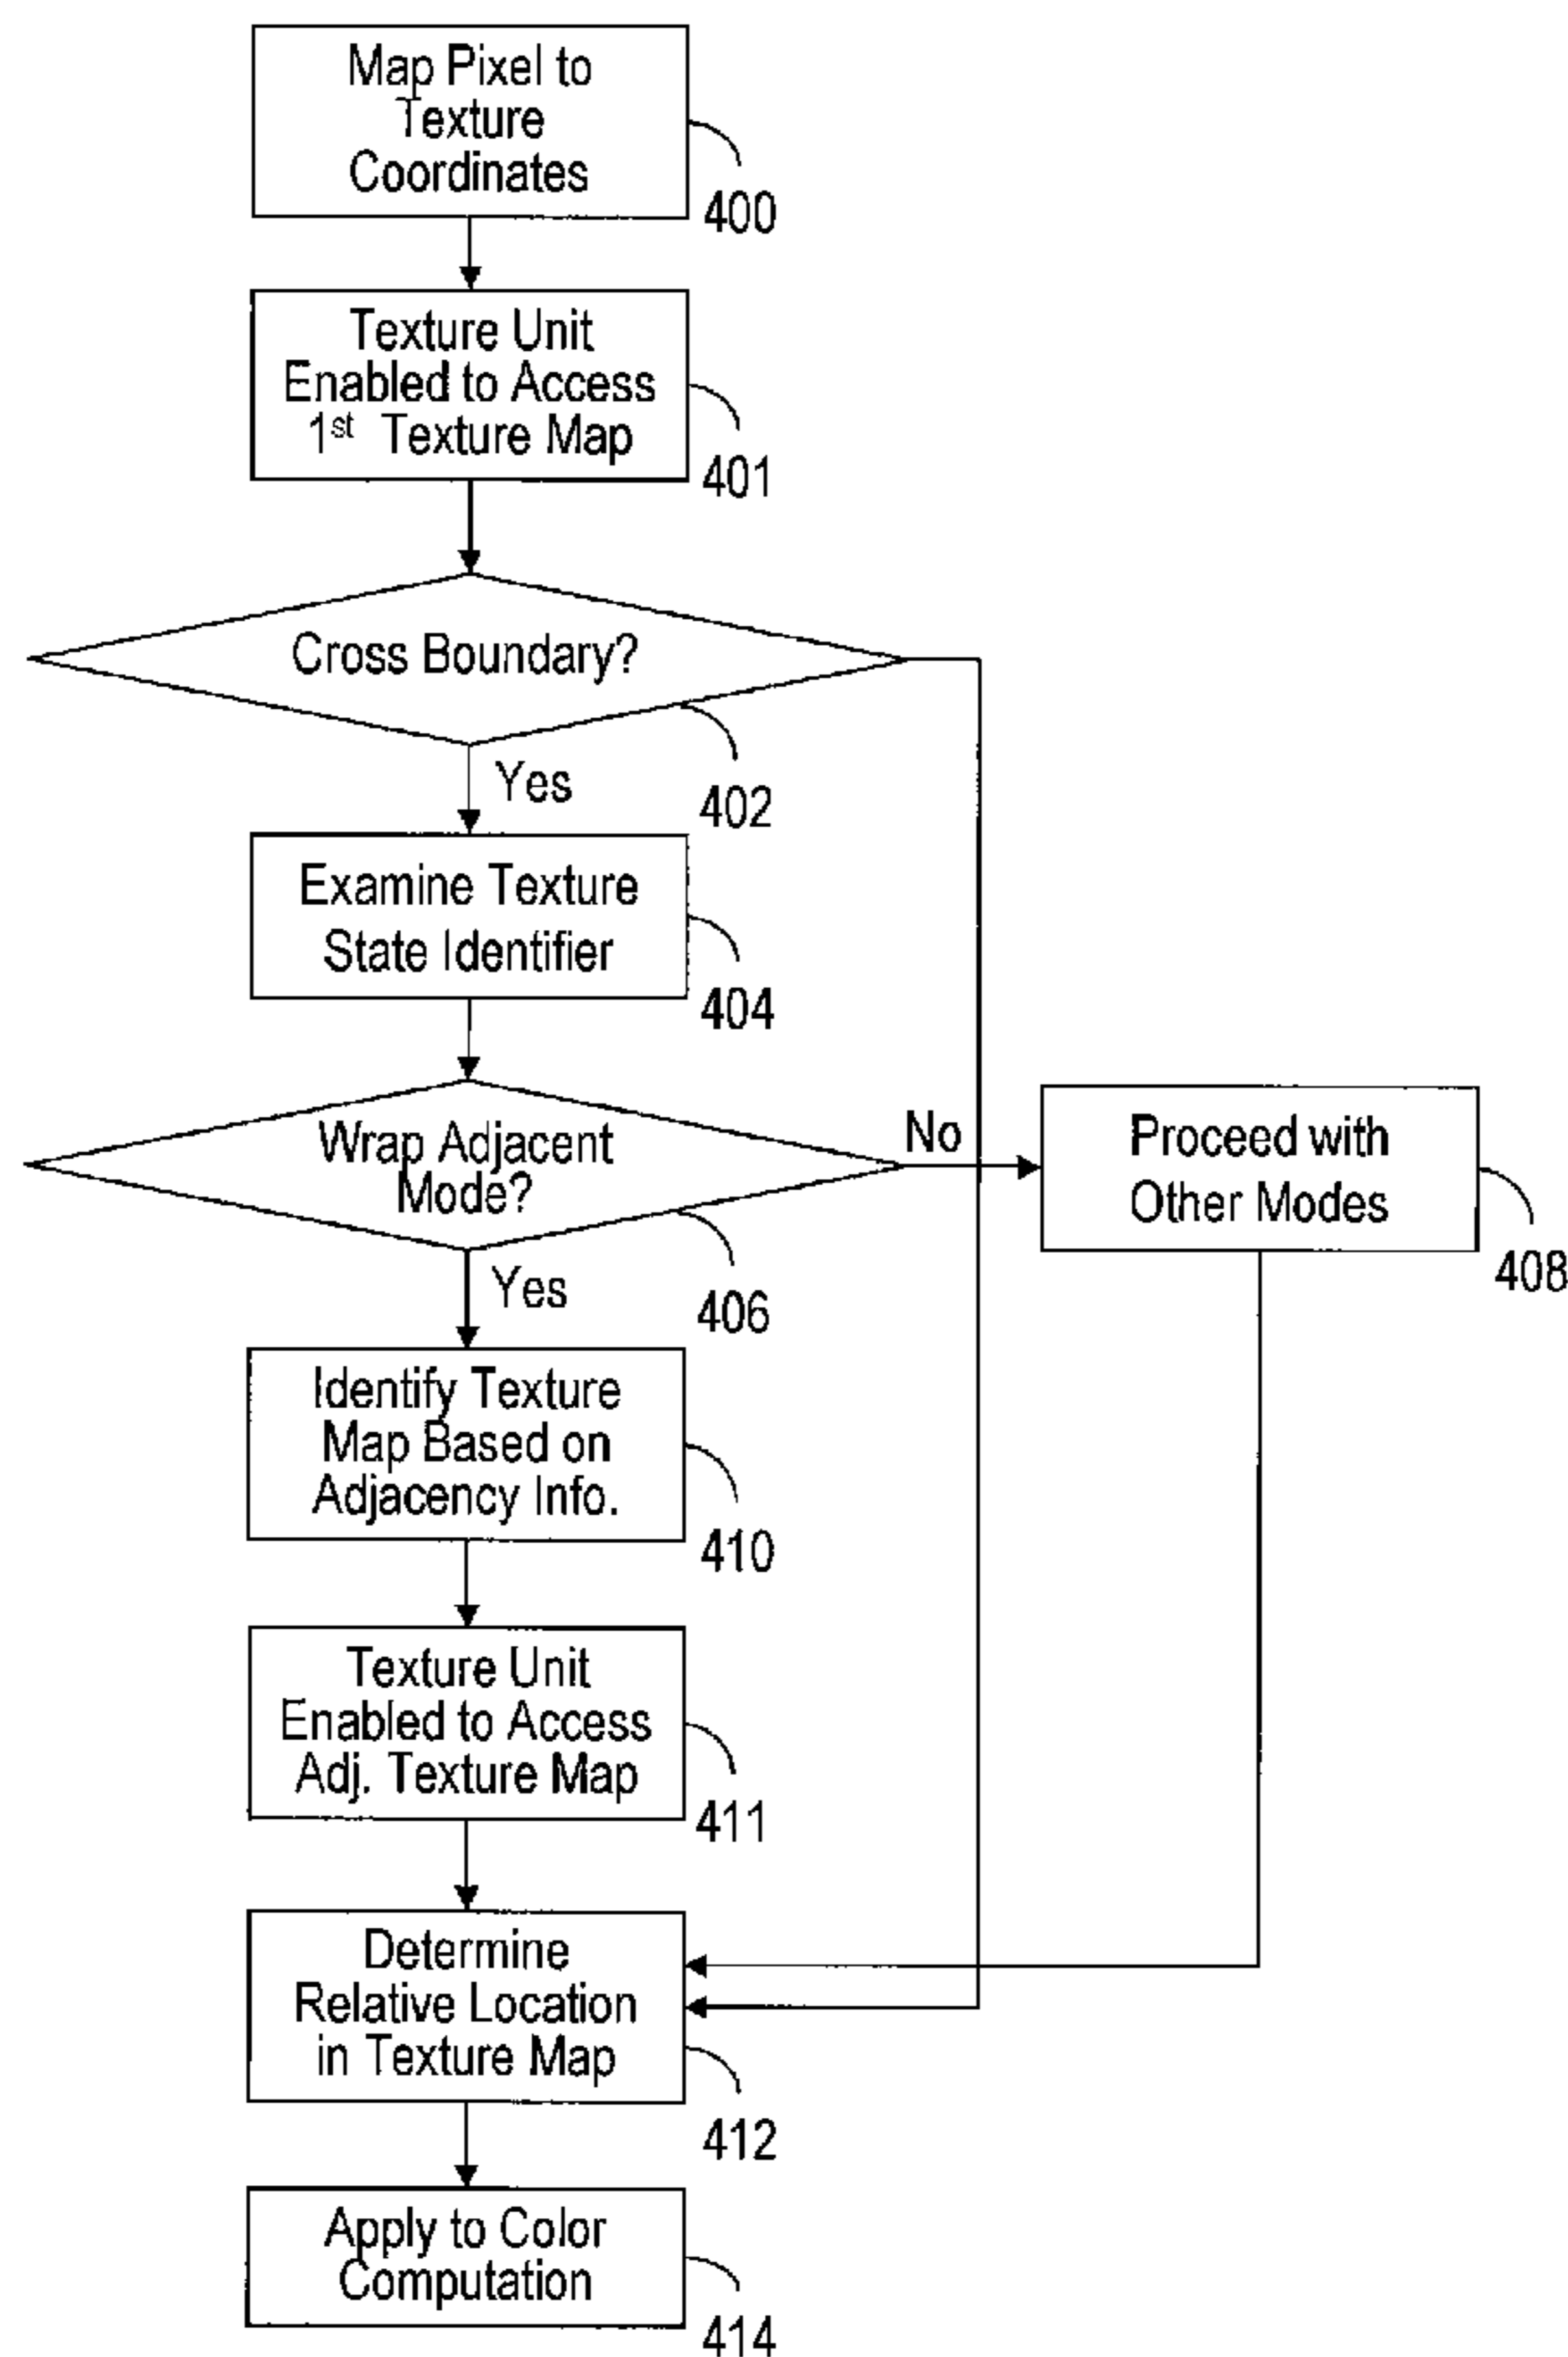 Map Pixel to
Texture
Coordinates
400
Texture Unit
Enabled to Access
1st Texture Map
401
Cross Boundary?
402
Yes
Examine Texture
State Identifier
404
Wrap Adjacent
Mode?
406
No
Proceed with
Other Modes
408
Yes
Identify Texture
Map Based on
Adjacency Info.
410
Texture Unit
Enabled to Access
Adj. Texture Map
411
Determine
Relative Location
in Texture Map
412
Apply to Color
Computation
414